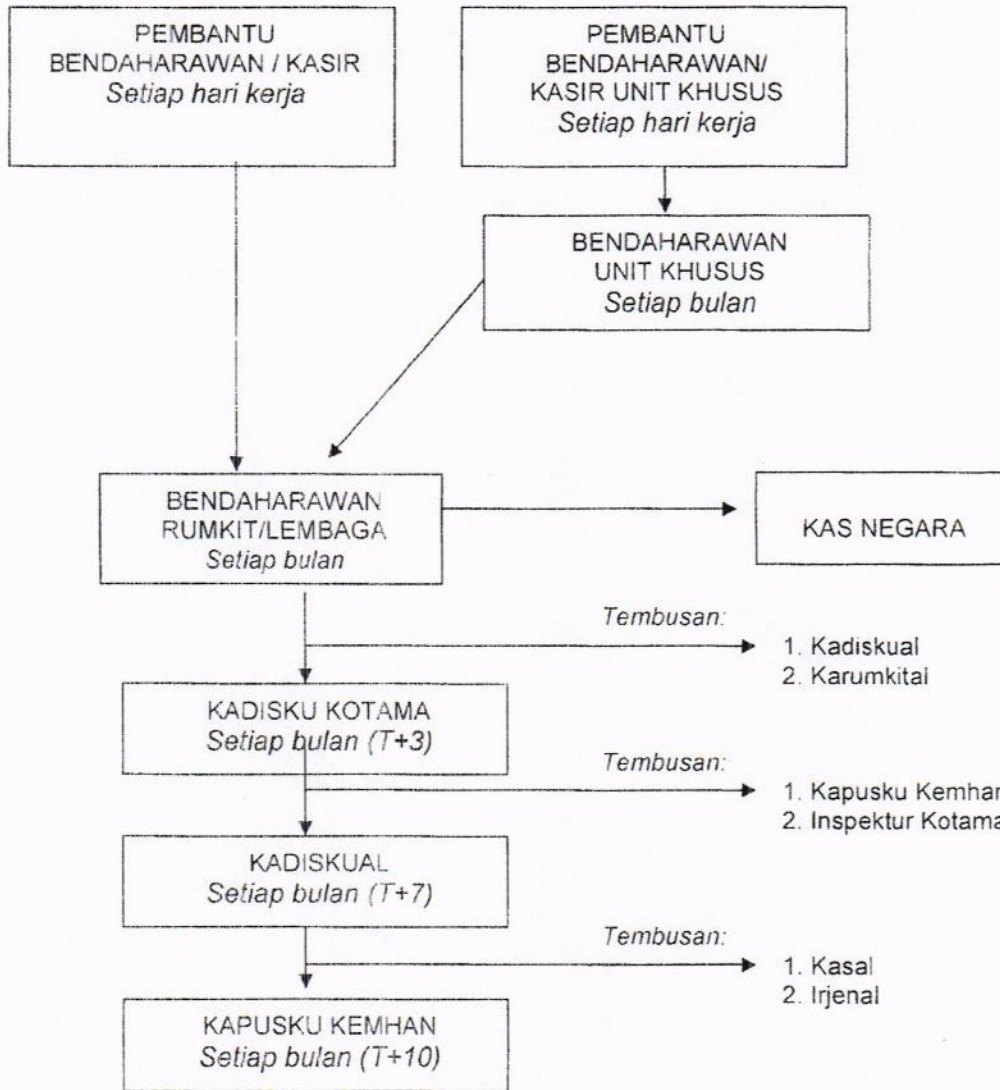 PEMBANTU
BENDAHARAWAN / KASIR
Setiap hari kerja
PEMBANTU
BENDAHARAWAN/
KASIR UNIT KHUSUS
Setiap hari kerja
BENDAHARAWAN
UNIT KHUSUS
Setiap bulan
BENDAHARAWAN
RUMKIT/LEMBAGA
Setiap bulan
KAS NEGARA
Tembusan:
1. Kadiskual
2. Karumkital
KADISKU KOTAMA
Setiap bulan (T+3)
Tembusan:
1. Kapusku Kemhan
2. Inspektur Kotama
KADISKUAL
Setiap bulan (T+7)
Tembusan:
1. Kasal
2. Irjenal
KAPUSKU KEMHAN
Setiap bulan (T+10)